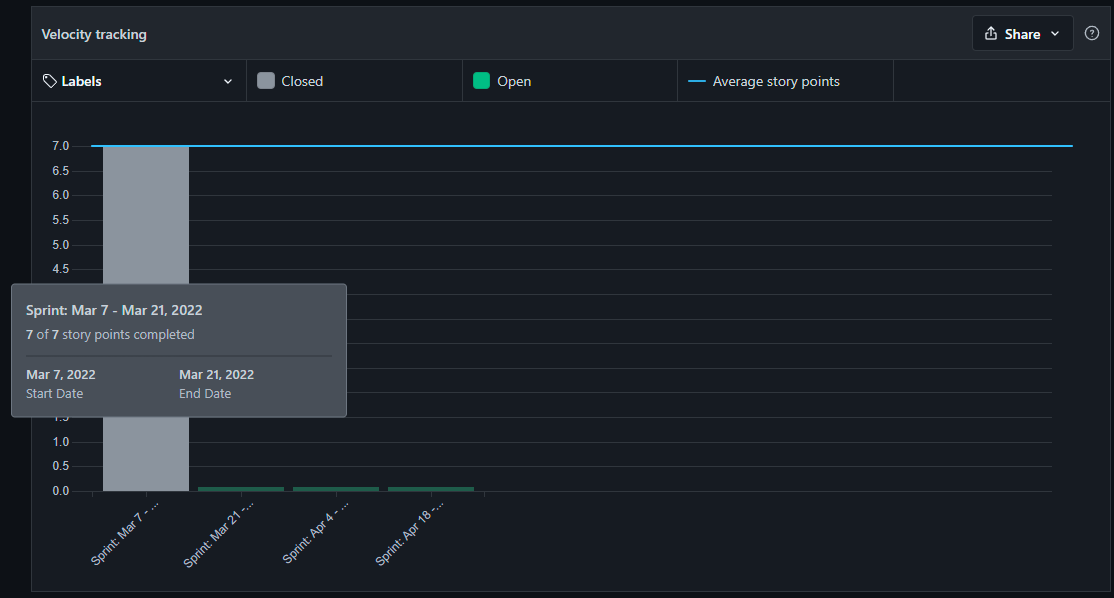 Velocity tracking
Share
Labels
Closed
Open
Average story points
7.0
6.5
6.0
5.5
5.0
4.5
Sprint: Mar 7 - Mar 21, 2022
7 of 7 story points completed
Mar 7, 2022 Mar 21, 2022
Start Date End Date
1.5
1.0
0.5
0.0
Sprint: Mar 7 - ...
Sprint: Mar 21 -...
Sprint: Apr 4 - ...
Sprint: Apr 18 -...